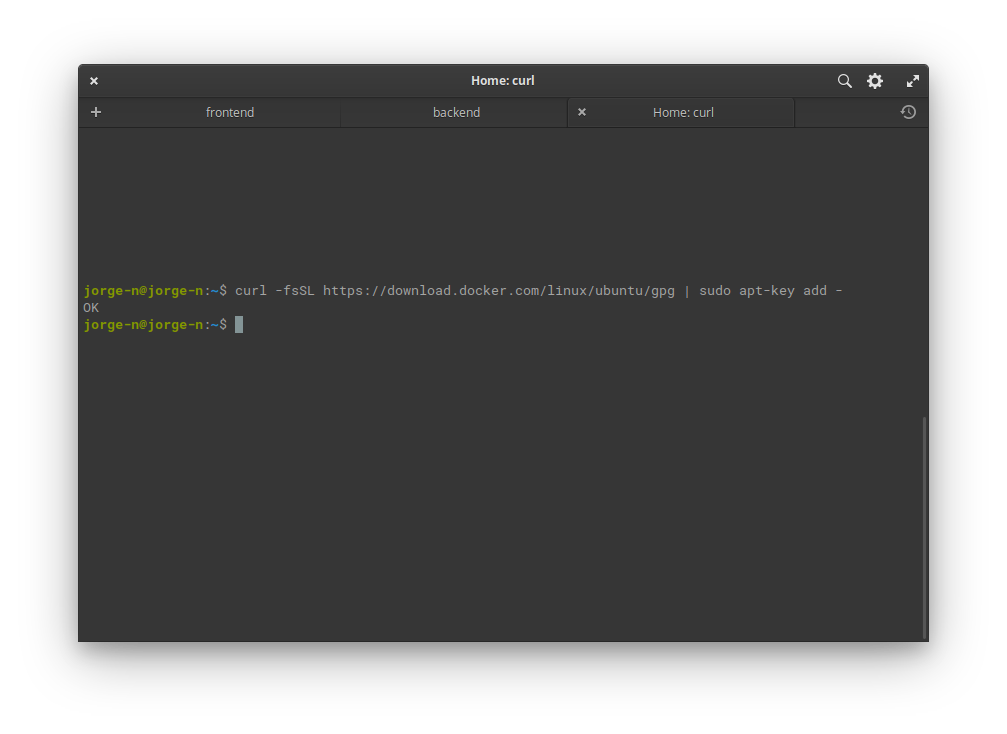 Home: curl
frontend backend Home: curl
jorge-n@jorge-n:~$ curl -fsSL https://download.docker.com/linux/ubuntu/gpg | sudo apt-key add -
OK
jorge-n@jorge-n:~$